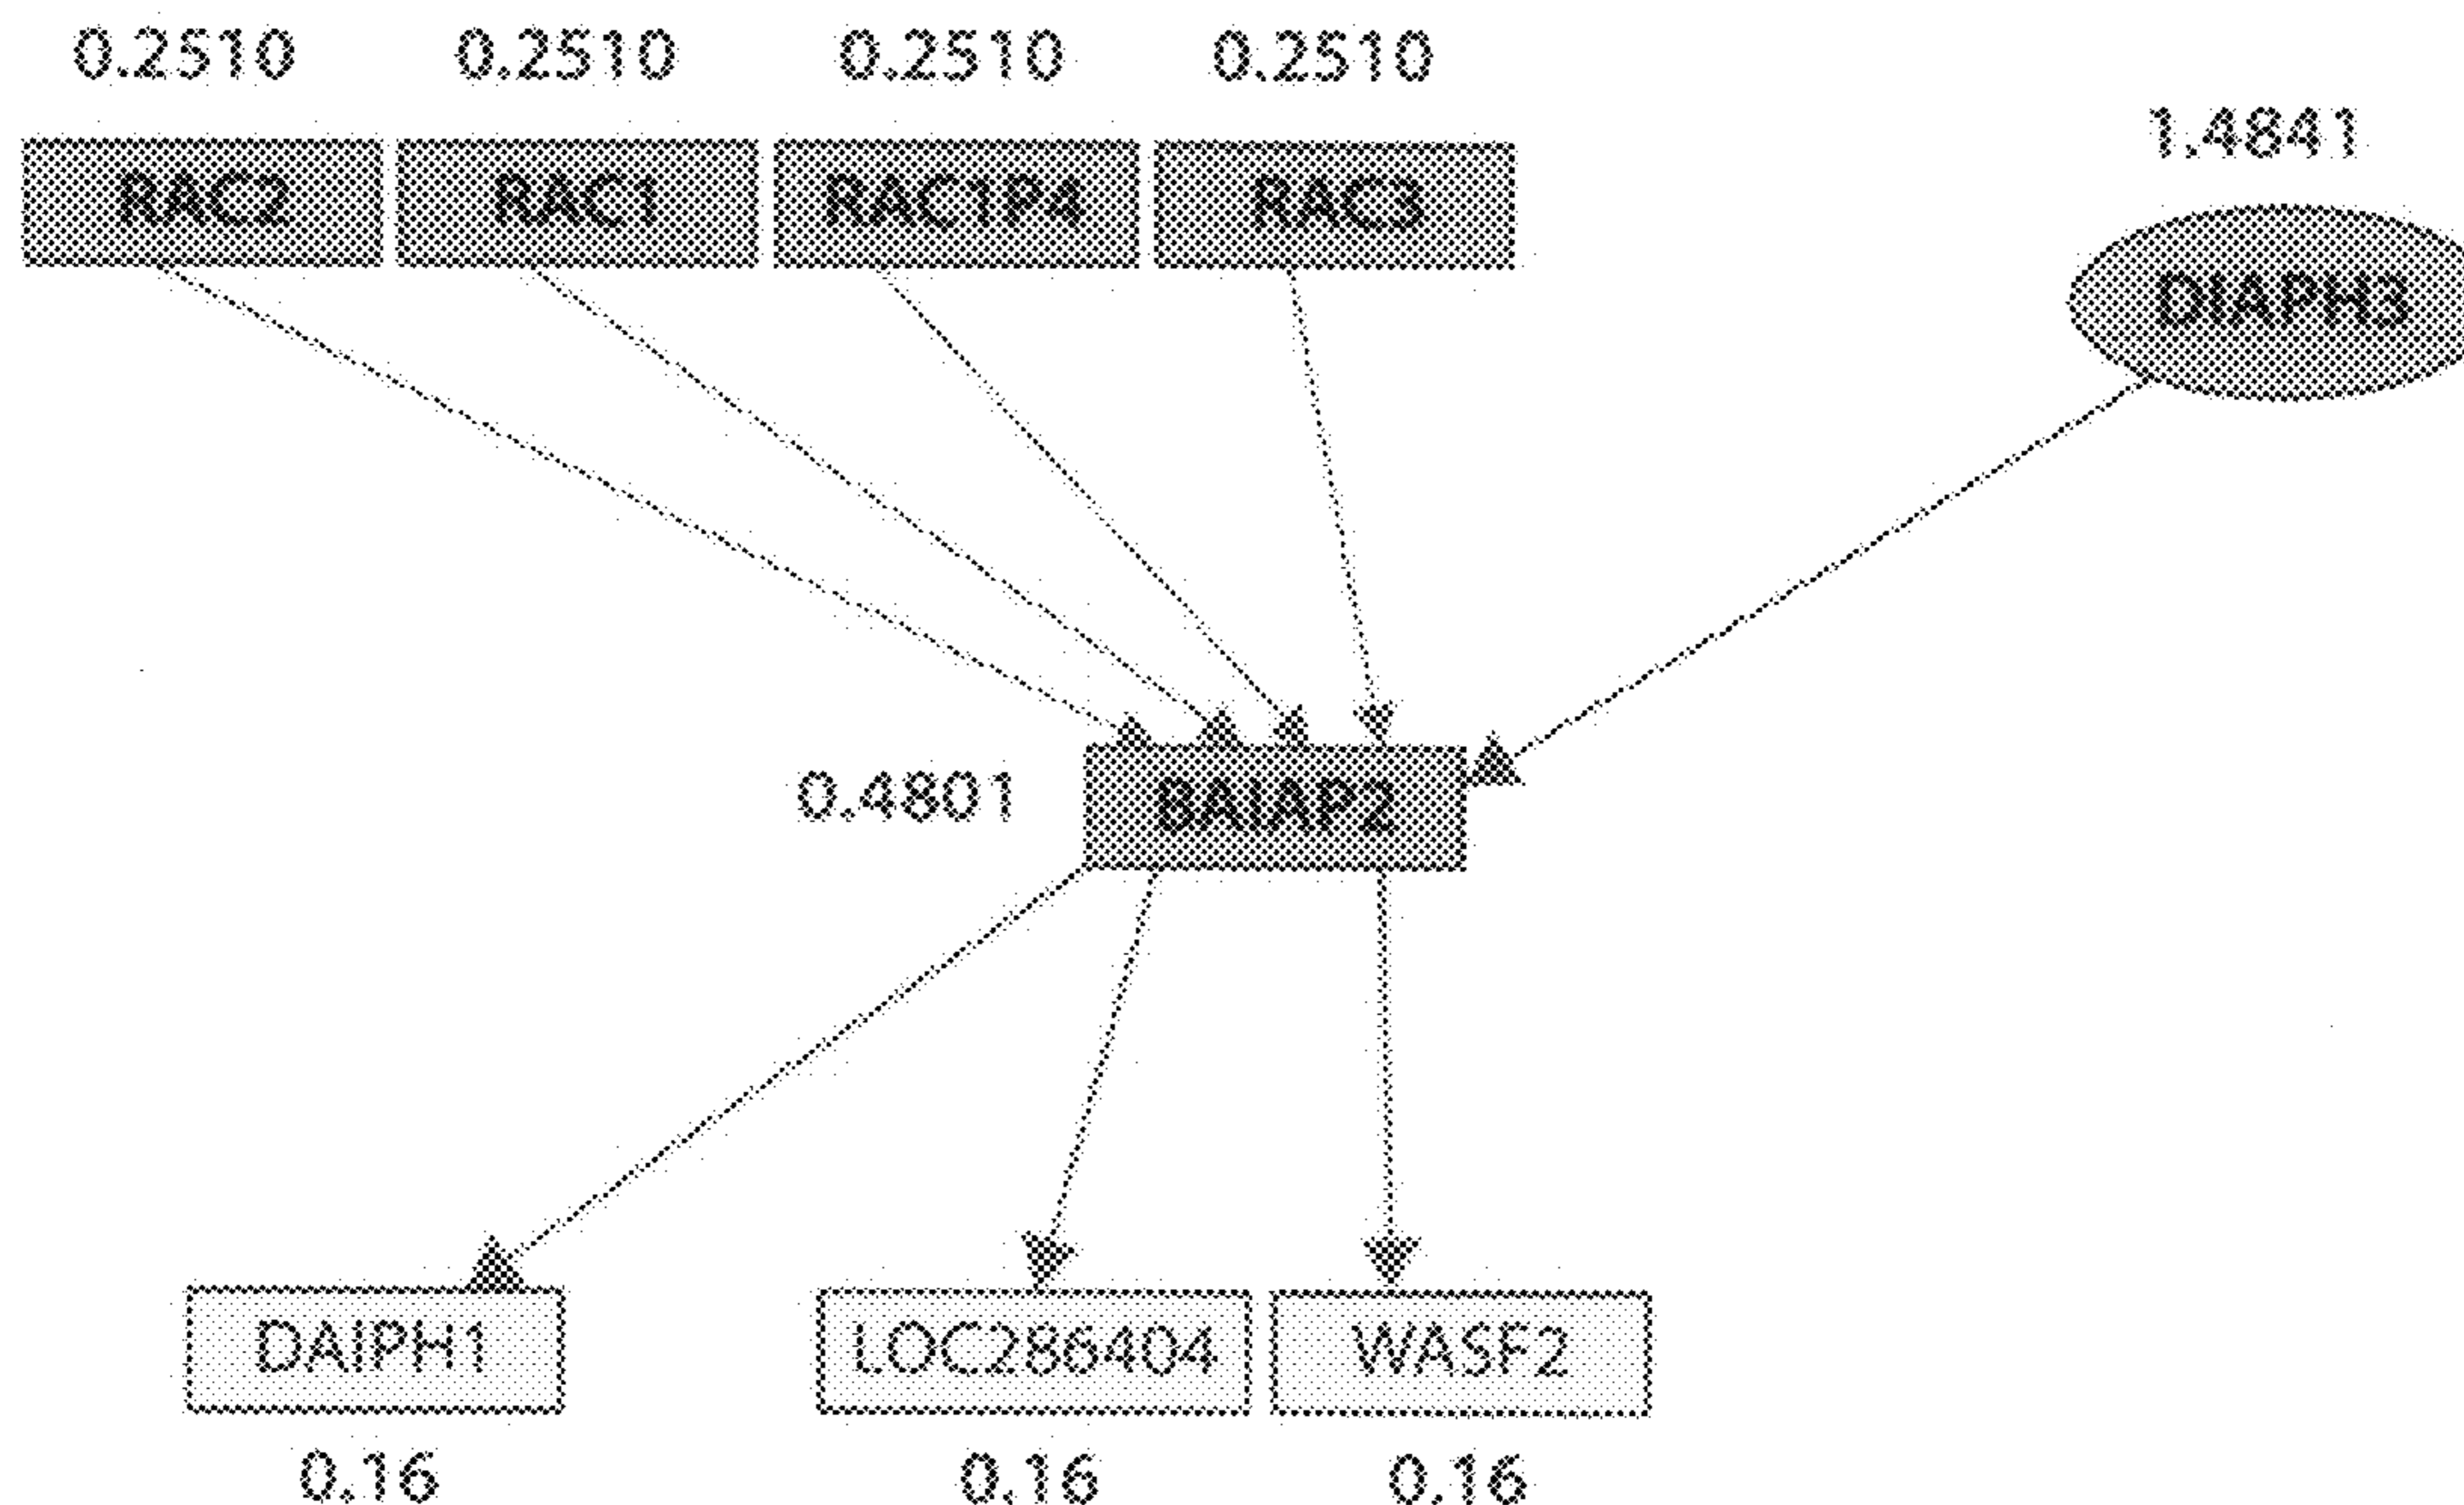 0.2510 0.2510 0.2510 0.2510
1.4841
RAC2 RAC1 RAC1P4 RAC3
DIAPH3
0.4801 BAIAP2
DAIPH1 LOC286404 WASF2
0.16 0.16 0.16